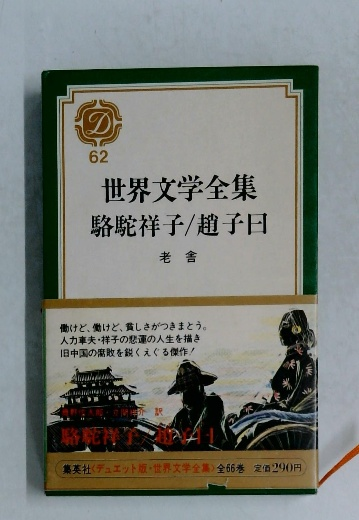 D
62
世界文学全集
駱駝祥子/趙子曰
老舎
働けど、働けど、貧しさがつきまとう。
人力車夫・祥子の悲運の人生を描き
旧中国の腐敗を鋭くえぐる傑作!
訳
駱駝祥子/趙子曰
集英社〈デュエット版・世界文学全集〉全66巻 定価290円